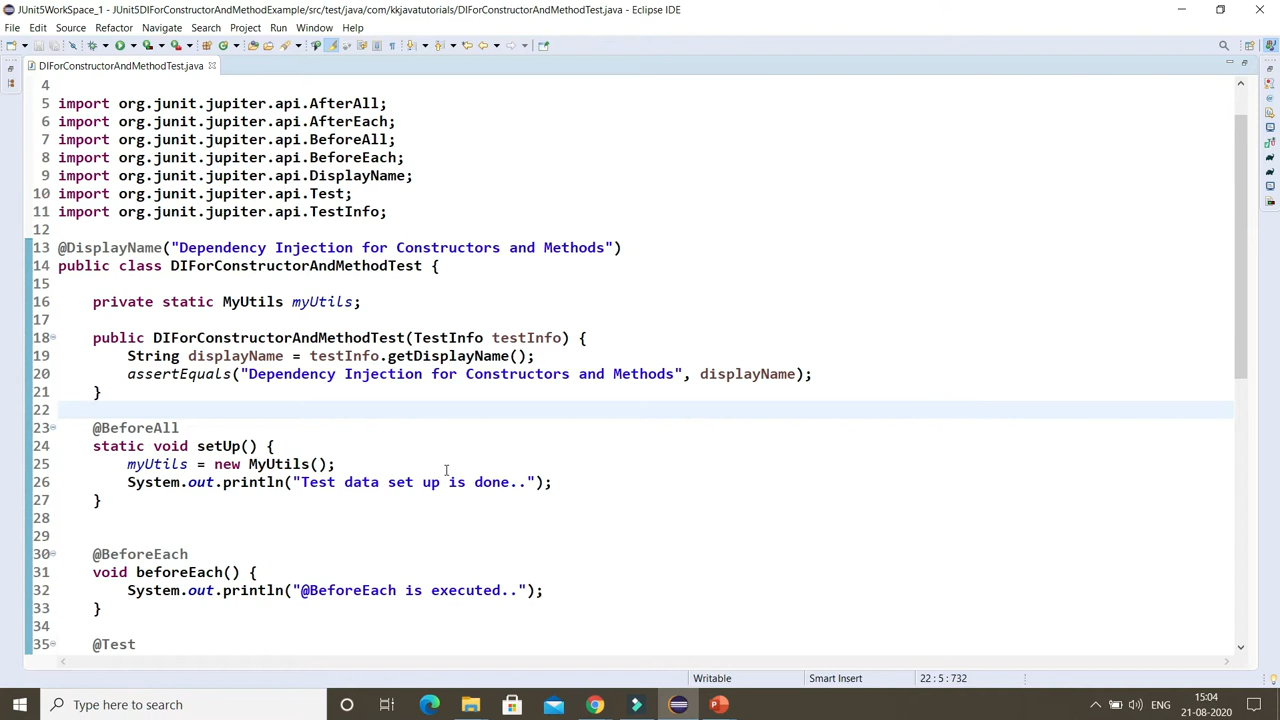 JUnit5WorkSpace_1 - JUnit5DIForConstructorAndMethodExample/src/test/java/com/kkjavatutorials/DIForConstructorAndMethodTest.java - Eclipse IDE
File Edit Source Refactor Navigate Search Project Run Window Help
DIForConstructorAndMethodTest.java
4
5 import org.junit.jupiter.api.AfterAll;
6 import org.junit.jupiter.api.AfterEach;
7 import org.junit.jupiter.api.BeforeAll;
8 import org.junit.jupiter.api.BeforeEach;
9 import org.junit.jupiter.api.DisplayName;
10 import org.junit.jupiter.api.Test;
11 import org.junit.jupiter.api.TestInfo;
12
13 @DisplayName("Dependency Injection for Constructors and Methods")
14 public class DIForConstructorAndMethodTest {
15
16 private static MyUtils myUtils;
17
18 public DIForConstructorAndMethodTest(TestInfo testInfo) {
19 String displayName = testInfo.getDisplayName();
20 assertEquals("Dependency Injection for Constructors and Methods", displayName);
21 }
22
23 @BeforeAll
24 static void setUp() {
25 myUtils = new MyUtils();
26 System.out.println("Test data set up is done..");
27 }
28
29
30 @BeforeEach
31 void beforeEach() {
32 System.out.println("@BeforeEach is executed..");
33 }
34
35 @Test
Writable Smart Insert 22 : 5 : 732
Type here to search
ENG
15:04
21-08-2020